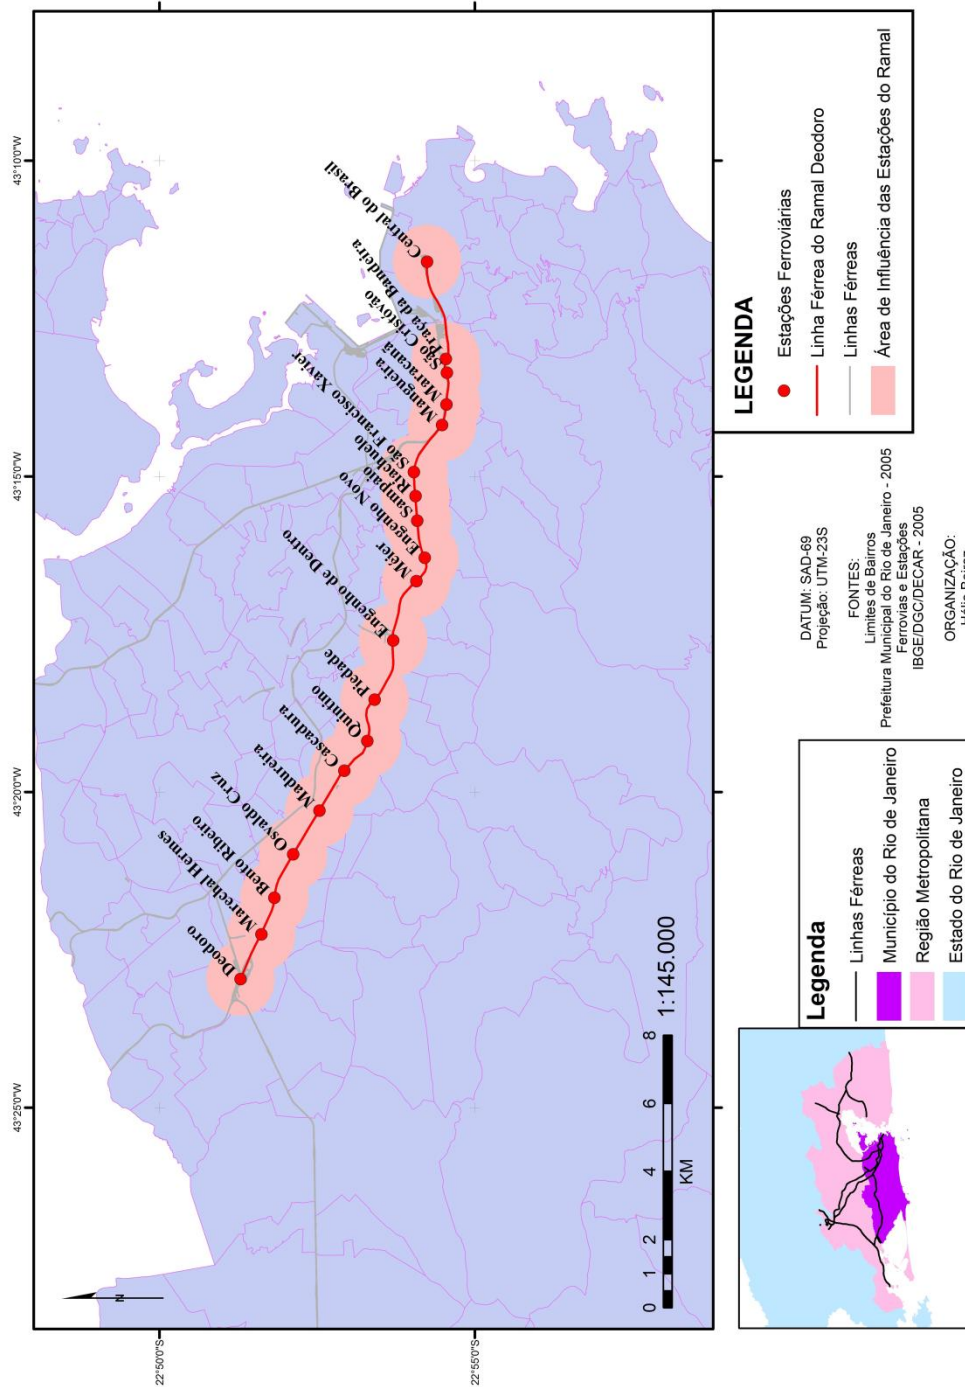 43°25'0"W
43°20'0"W
43°15'0"W
43°10'0"W
22°50'0"S
22°55'0"S
N
Deodoro
Marechal Hermes
Bento Ribeiro
Osvaldo Cruz
Madureira
Cascadura
Quintino
Piedade
Engenho de Dentro
Méier
Engenho Novo
Sampaio
Riachuelo
São Francisco Xavier
Mangueira
Maracanã
São Cristóvão
Praça da Bandeira
Central do Brasil
0 1 2 4 6 8
KM
1:145.000
Legenda
Linhas Férreas
Município do Rio de Janeiro
Região Metropolitana
Estado do Rio de Janeiro
DATUM: SAD-69
Projeção: UTM-23S
FONTES:
Limites de Bairros
Prefeitura Municipal do Rio de Janeiro - 2005
Ferrovias e Estações
IBGE/DGC/DECAR - 2005
ORGANIZAÇÃO:
LEGENDA
Estações Ferroviárias
Linha Férrea do Ramal Deodoro
Linhas Férreas
Área de Influência das Estações do Ramal